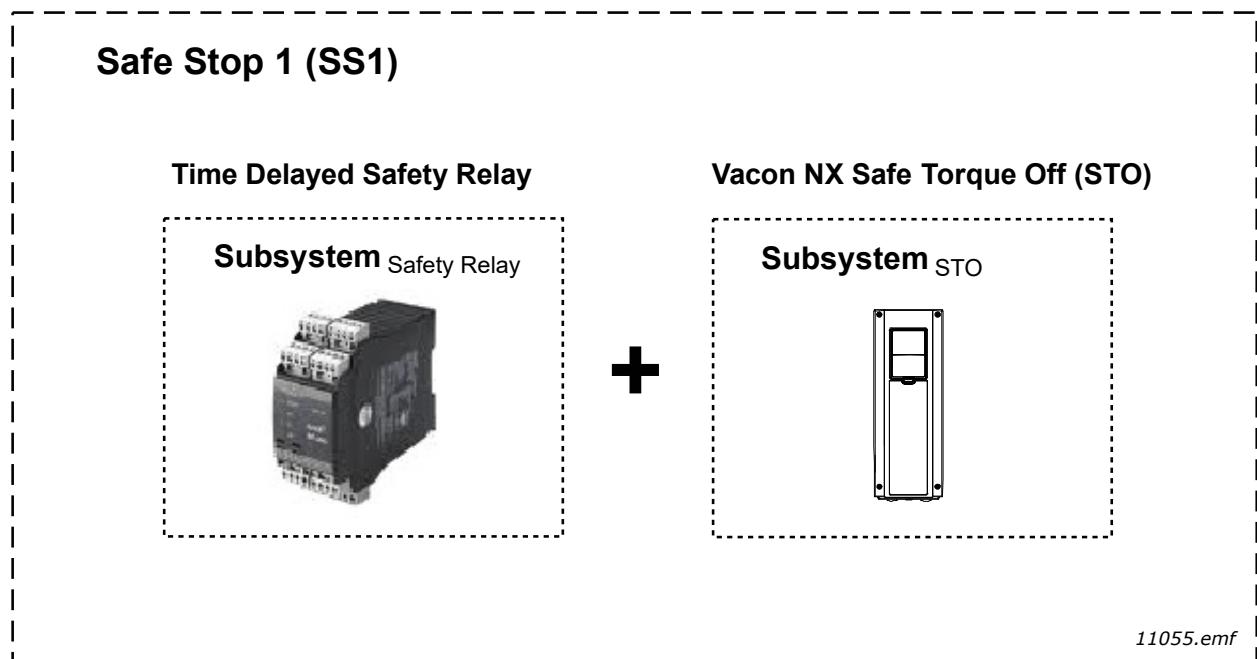 Safe Stop 1 (SS1)
Time Delayed Safety Relay
Vacon NX Safe Torque Off (STO)
Subsystem Safety Relay
Subsystem STO
+
11055.emf